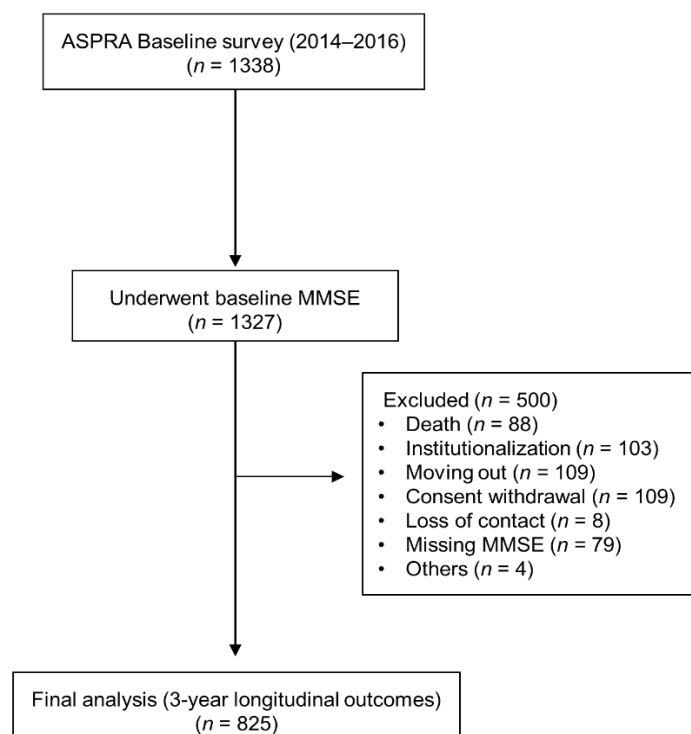 ASPRA Baseline survey (2014–2016)
(n = 1338)
Underwent baseline MMSE
(n = 1327)
Excluded (n = 500)
• Death (n = 88)
• Institutionalization (n = 103)
• Moving out (n = 109)
• Consent withdrawal (n = 109)
• Loss of contact (n = 8)
• Missing MMSE (n = 79)
• Others (n = 4)
Final analysis (3-year longitudinal outcomes)
(n = 825)